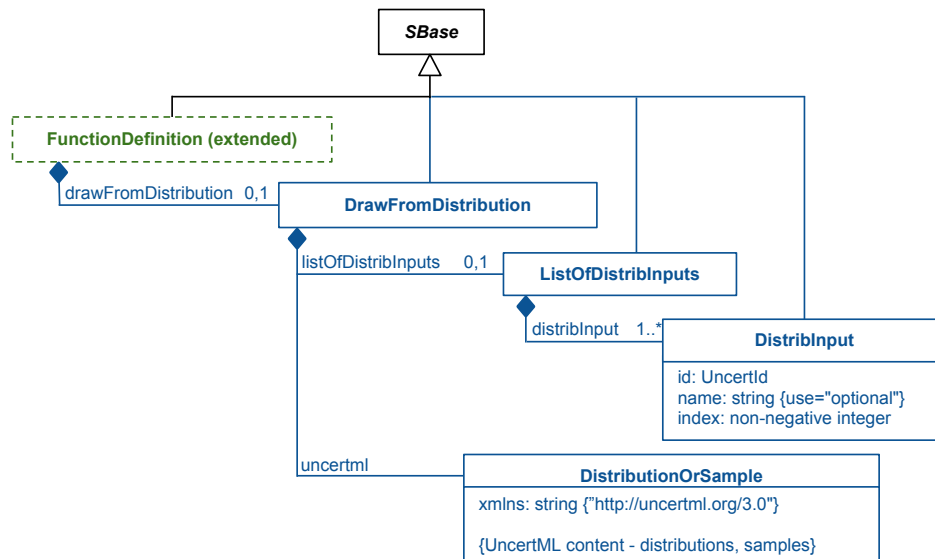 SBase
FunctionDefinition (extended)
drawFromDistribution 0,1
DrawFromDistribution
listOfDistribInputs 0,1
ListOfDistribInputs
distribInput 1..*
DistribInput
id: UncertId
name: string {use="optional"}
index: non-negative integer
uncertml
DistributionOrSample
xmlns: string {”http://uncertml.org/3.0"}
{UncertML content - distributions, samples}